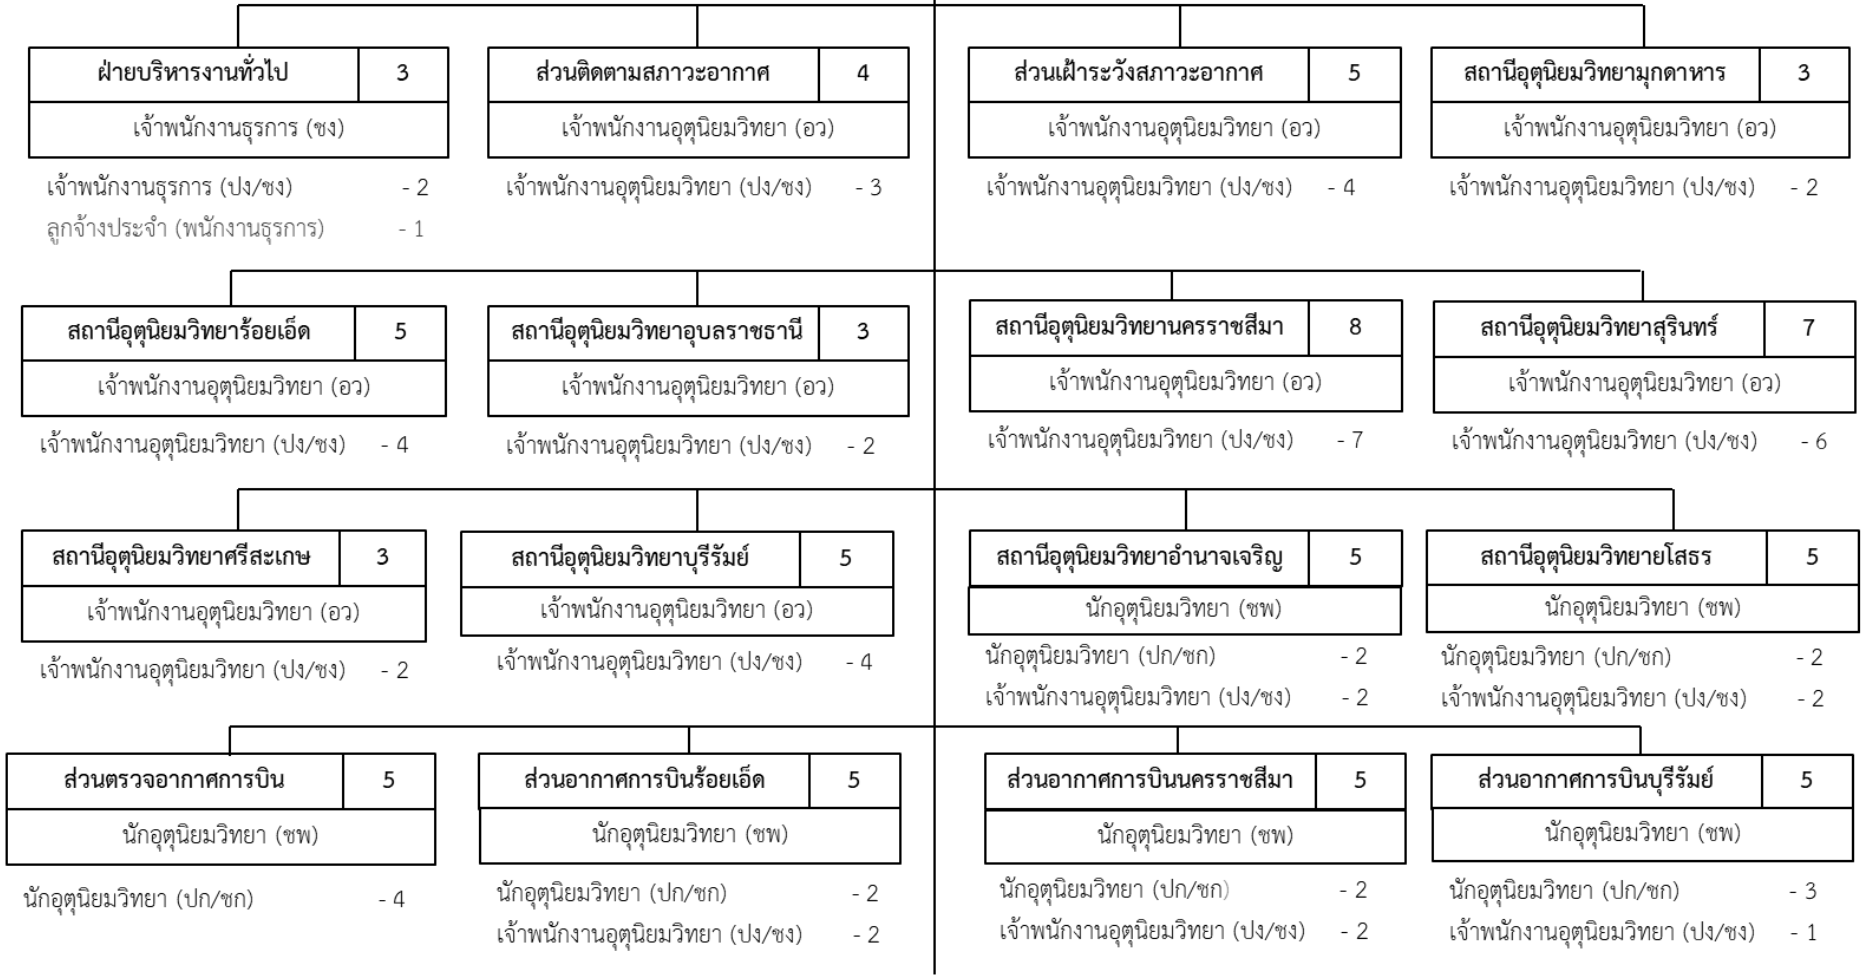 ฝ่ายบริหารงานทั่วไป 3
เจ้าพนักงานธุรการ (ชง)
เจ้าพนักงานธุรการ (ปง/ชง) - 2
ลูกจ้างประจำ (พนักงานธุรการ) - 1
ส่วนติดตามสภาวะอากาศ 4
เจ้าพนักงานอุตุนิยมวิทยา (อว)
เจ้าพนักงานอุตุนิยมวิทยา (ปง/ชง) - 3
ส่วนเฝ้าระวังสภาวะอากาศ 5
เจ้าพนักงานอุตุนิยมวิทยา (อว)
เจ้าพนักงานอุตุนิยมวิทยา (ปง/ชง) - 4
สถานีอุตุนิยมวิทยามุกดาหาร 3
เจ้าพนักงานอุตุนิยมวิทยา (อว)
เจ้าพนักงานอุตุนิยมวิทยา (ปง/ชง) - 2
สถานีอุตุนิยมวิทยาร้อยเอ็ด 5
เจ้าพนักงานอุตุนิยมวิทยา (อว)
เจ้าพนักงานอุตุนิยมวิทยา (ปง/ชง) - 4
สถานีอุตุนิยมวิทยาอุบลราชธานี 3
เจ้าพนักงานอุตุนิยมวิทยา (อว)
เจ้าพนักงานอุตุนิยมวิทยา (ปง/ชง) - 2
สถานีอุตุนิยมวิทยานครราชสีมา 8
เจ้าพนักงานอุตุนิยมวิทยา (อว)
เจ้าพนักงานอุตุนิยมวิทยา (ปง/ชง) - 7
สถานีอุตุนิยมวิทยาสุรินทร์ 7
เจ้าพนักงานอุตุนิยมวิทยา (อว)
เจ้าพนักงานอุตุนิยมวิทยา (ปง/ชง) - 6
สถานีอุตุนิยมวิทยาศรีสะเกษ 3
เจ้าพนักงานอุตุนิยมวิทยา (อว)
เจ้าพนักงานอุตุนิยมวิทยา (ปง/ชง) - 2
สถานีอุตุนิยมวิทยาบุรีรัมย์ 5
เจ้าพนักงานอุตุนิยมวิทยา (อว)
เจ้าพนักงานอุตุนิยมวิทยา (ปง/ชง) - 4
สถานีอุตุนิยมวิทยาอำนาจเจริญ 5
นักอุตุนิยมวิทยา (ชพ)
นักอุตุนิยมวิทยา (ปก/ชก) - 2
เจ้าพนักงานอุตุนิยมวิทยา (ปง/ชง) - 2
สถานีอุตุนิยมวิทยายโสธร 5
นักอุตุนิยมวิทยา (ชพ)
นักอุตุนิยมวิทยา (ปก/ชก) - 2
เจ้าพนักงานอุตุนิยมวิทยา (ปง/ชง) - 2
ส่วนตรวจอากาศการบิน 5
นักอุตุนิยมวิทยา (ชพ)
นักอุตุนิยมวิทยา (ปก/ชก) - 4
ส่วนอากาศการบินร้อยเอ็ด 5
นักอุตุนิยมวิทยา (ชพ)
นักอุตุนิยมวิทยา (ปก/ชก) - 2
เจ้าพนักงานอุตุนิยมวิทยา (ปง/ชง) - 2
ส่วนอากาศการบินนครราชสีมา 5
นักอุตุนิยมวิทยา (ชพ)
นักอุตุนิยมวิทยา (ปก/ชก) - 2
เจ้าพนักงานอุตุนิยมวิทยา (ปง/ชง) - 2
ส่วนอากาศการบินบุรีรัมย์ 5
นักอุตุนิยมวิทยา (ชพ)
นักอุตุนิยมวิทยา (ปก/ชก) - 3
เจ้าพนักงานอุตุนิยมวิทยา (ปง/ชง) - 1